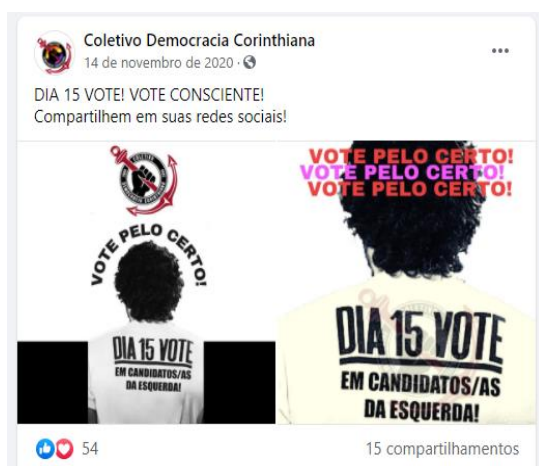 Coletivo Democracia Corinthiana
14 de novembro de 2020
DIA 15 VOTE! VOTE CONSCIENTE!
Compartilhem em suas redes sociais!
COLETIVO
VOTE PELO CERTO!
DIA 15 VOTE
EM CANDIDATOS/AS
DA ESQUERDA!
VOTE PELO CERTO!
VOTE PELO CERTO!
VOTE PELO CERTO!
DIA 15 VOTE
EM CANDIDATOS/AS
DA ESQUERDA!
54
15 compartilhamentos